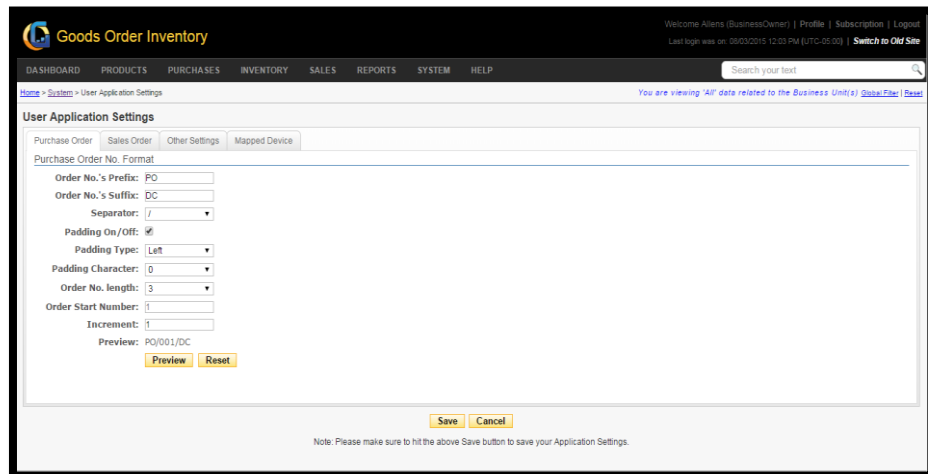 Goods Order Inventory
Welcome Allens (BusinessOwner) | Profile | Subscription | Logout
Last login was on: 08/03/2015 12:03 PM (UTC-05:00) | Switch to Old Site
DASHBOARD PRODUCTS PURCHASES INVENTORY SALES REPORTS SYSTEM HELP Search your text
Home > System > User Application Settings You are viewing 'All' data related to the Business Unit(s) Global Filter | Reset
User Application Settings
Purchase Order Sales Order Other Settings Mapped Device
Purchase Order No. Format
Order No.'s Prefix: PO
Order No.'s Suffix: DC
Separator: /
Padding On/Off:
Padding Type: Left
Padding Character: 0
Order No. length: 3
Order Start Number: 1
Increment: 1
Preview: PO/001/DC
Preview Reset
Save Cancel
Note: Please make sure to hit the above Save button to save your Application Settings.